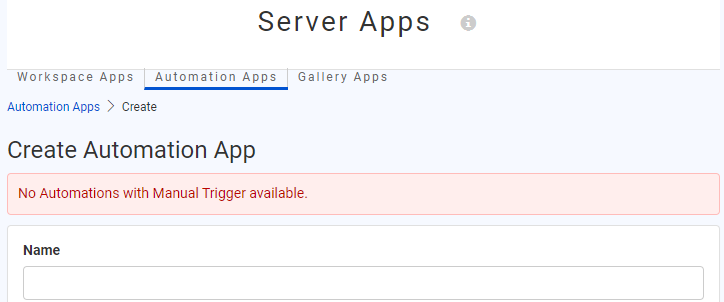 Server Apps
Workspace Apps Automation Apps Gallery Apps
Automation Apps > Create
Create Automation App
No Automations with Manual Trigger available.
Name